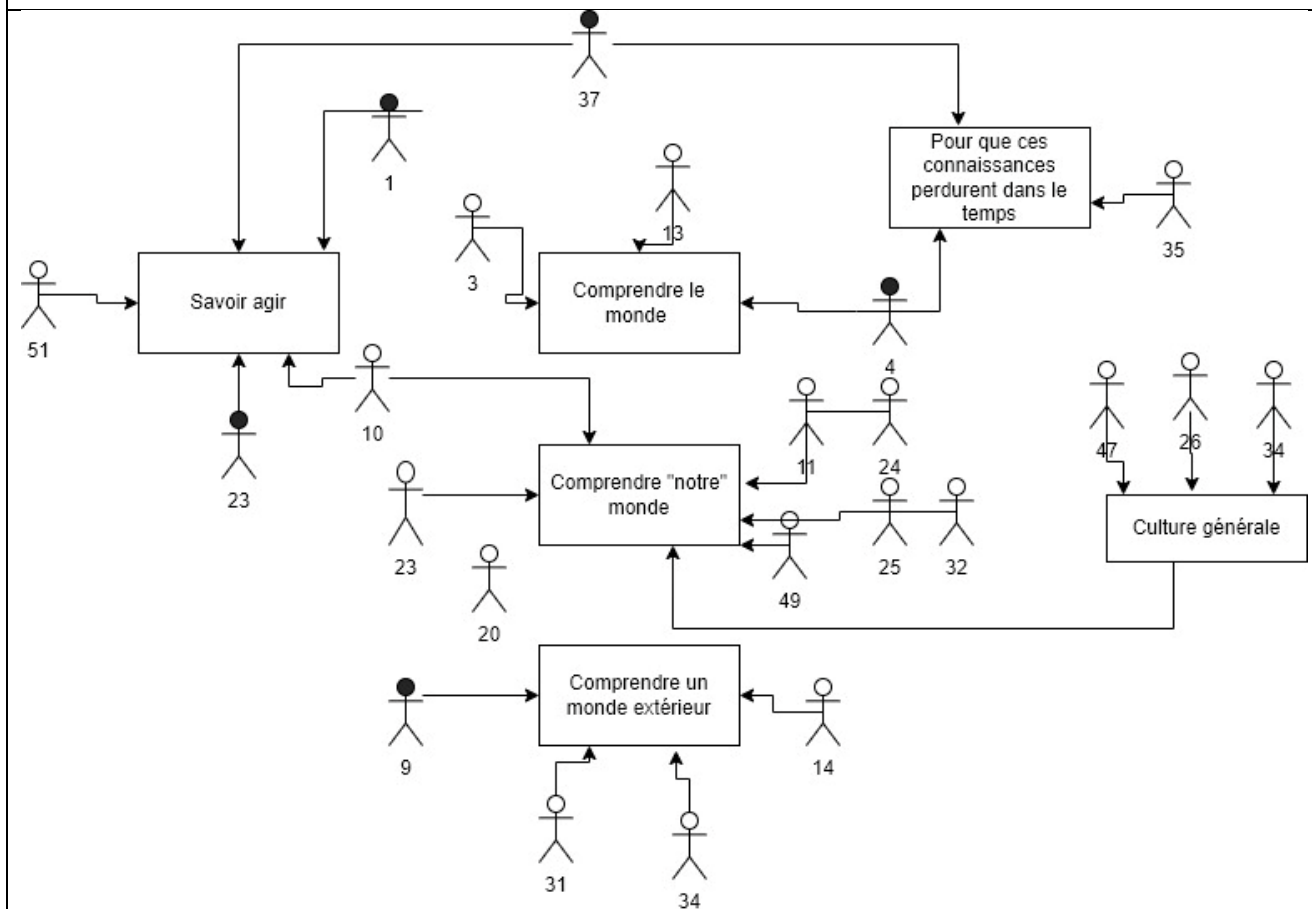 37
1
Pour que ces
connaissances
perdurent dans le
temps
13
3
35
Savoir agir
Comprendre le
monde
51
4
10
47
26
34
11
24
23
Comprendre "notre"
monde
23
25
32
Culture générale
49
20
Comprendre un
monde extérieur
9
14
31
34